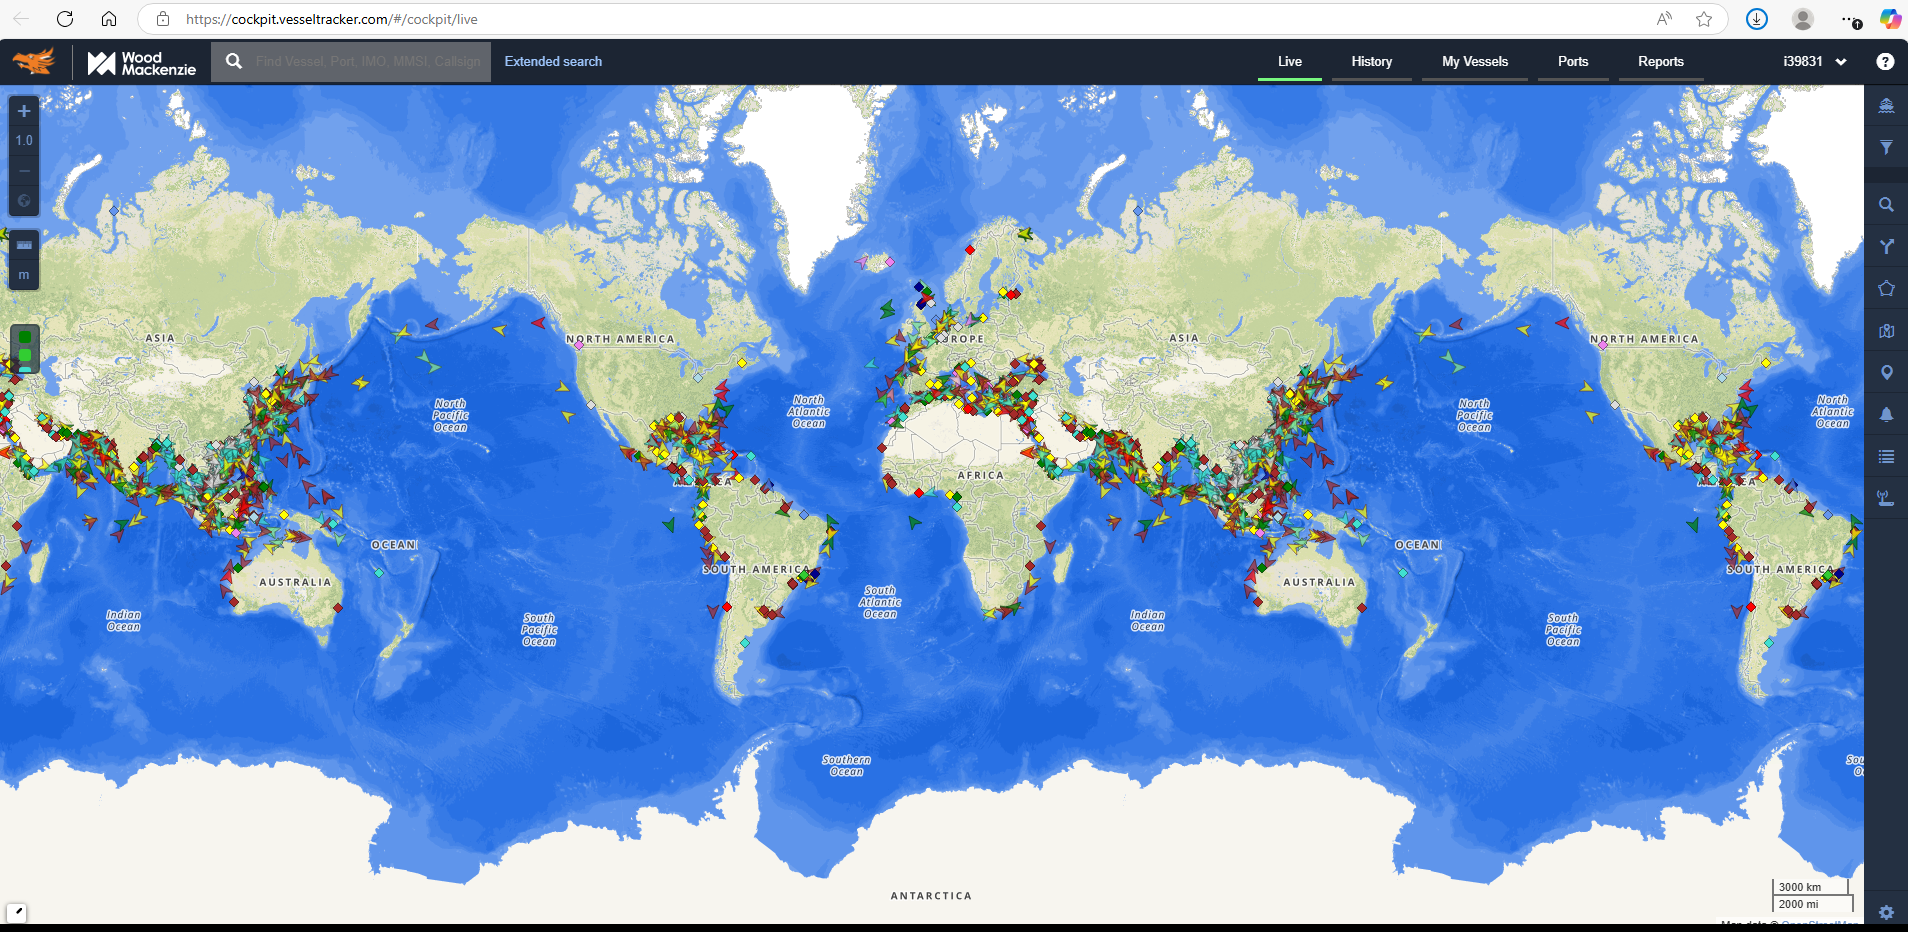 https://cockpit.vesseltracker.com/#/cockpit/live
Wood
Mackenzie
Find Vessel, Port, IMO, MMSI, Callsign
Extended search
Live
History
My Vessels
Ports
Reports
i39831
?
+
1.0
−
m
ASIA
NORTH AMERICA
EUROPE
ASIA
NORTH AMERICA
North
Pacific
Ocean
North
Atlantic
Ocean
North
Pacific
Ocean
North
Atlantic
Ocean
AFRICA
OCEANI
OCEANI
SOUTH AMERICA
SOUTH AMERICA
AUSTRALIA
AUSTRALIA
Indian
Ocean
South
Pacific
Ocean
South
Atlantic
Ocean
Indian
Ocean
South
Pacific
Ocean
Southern
Ocean
Sou
O
ANTARCTICA
3000 km
2000 mi
Map data © OpenStreetMap